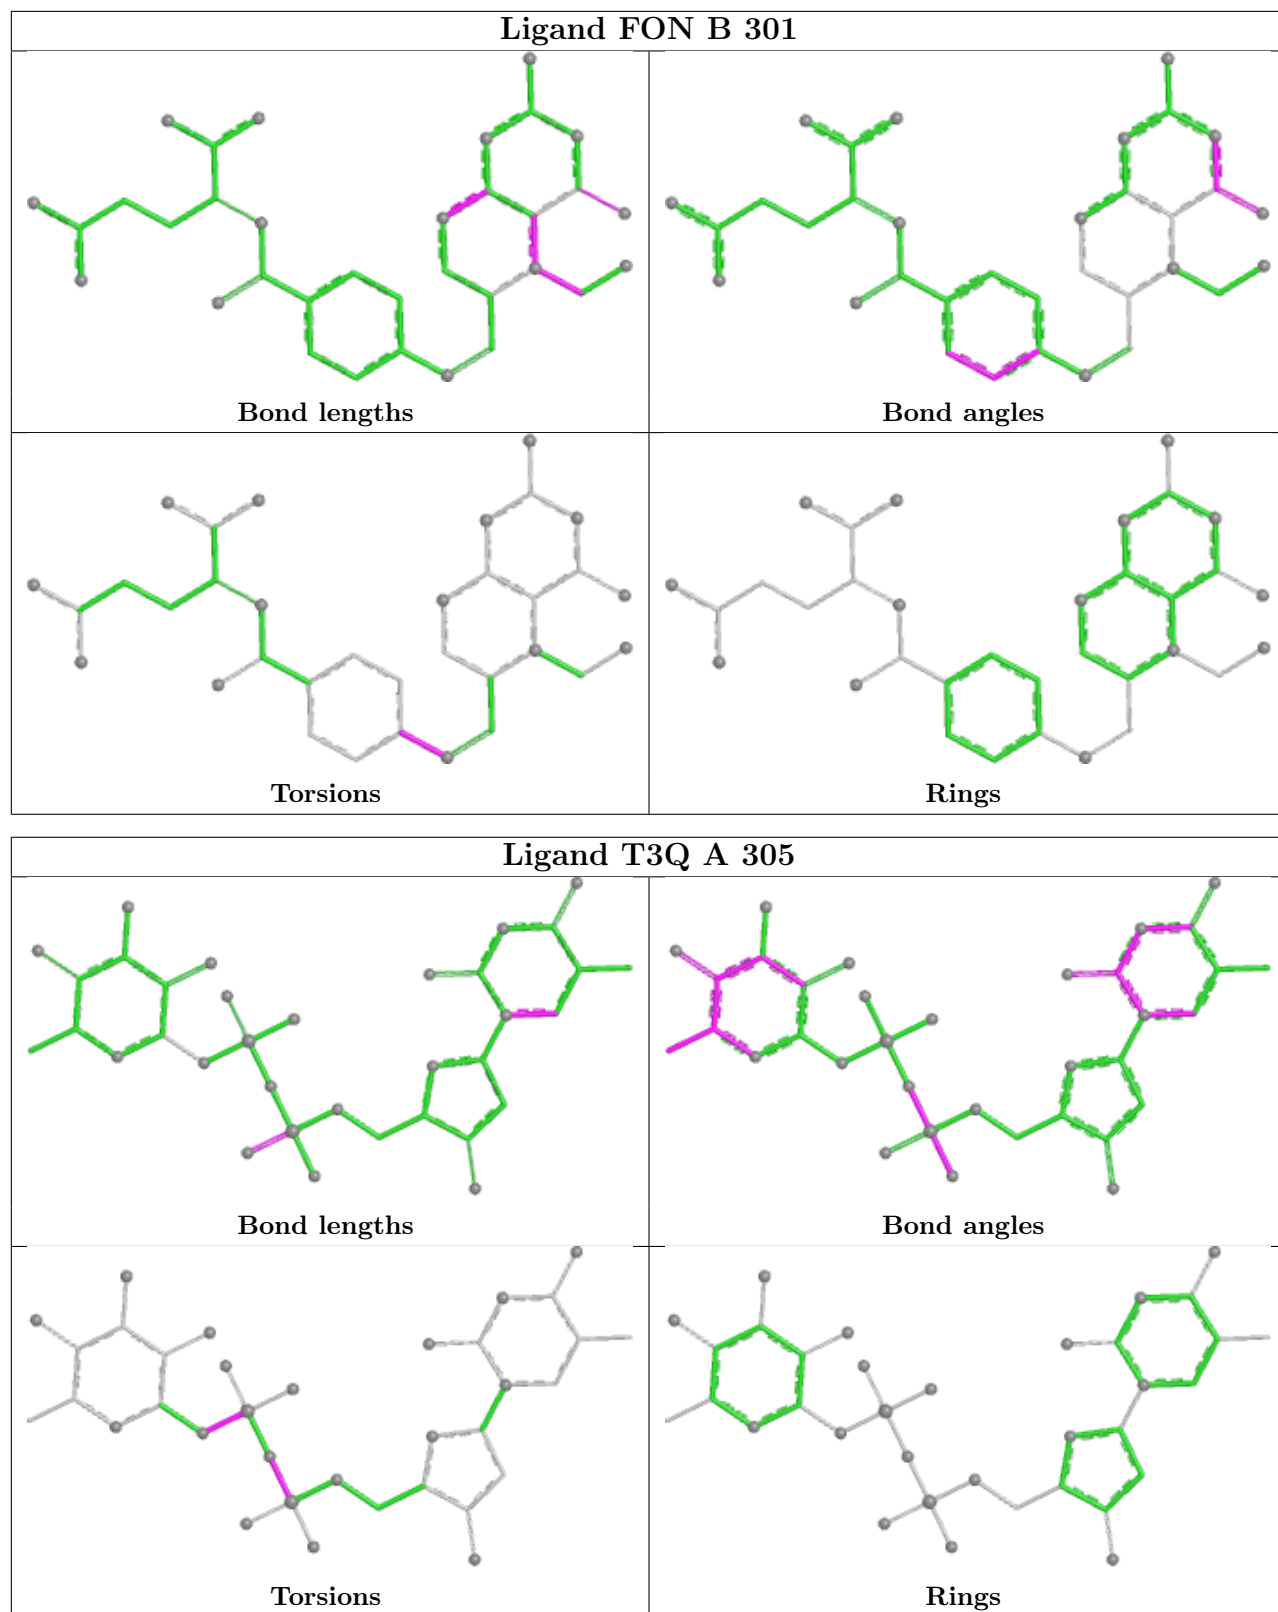 Ligand FON B 301
Bond lengths
Bond angles
Torsions
Rings
Ligand T3Q A 305
Bond lengths
Bond angles
Torsions
Rings